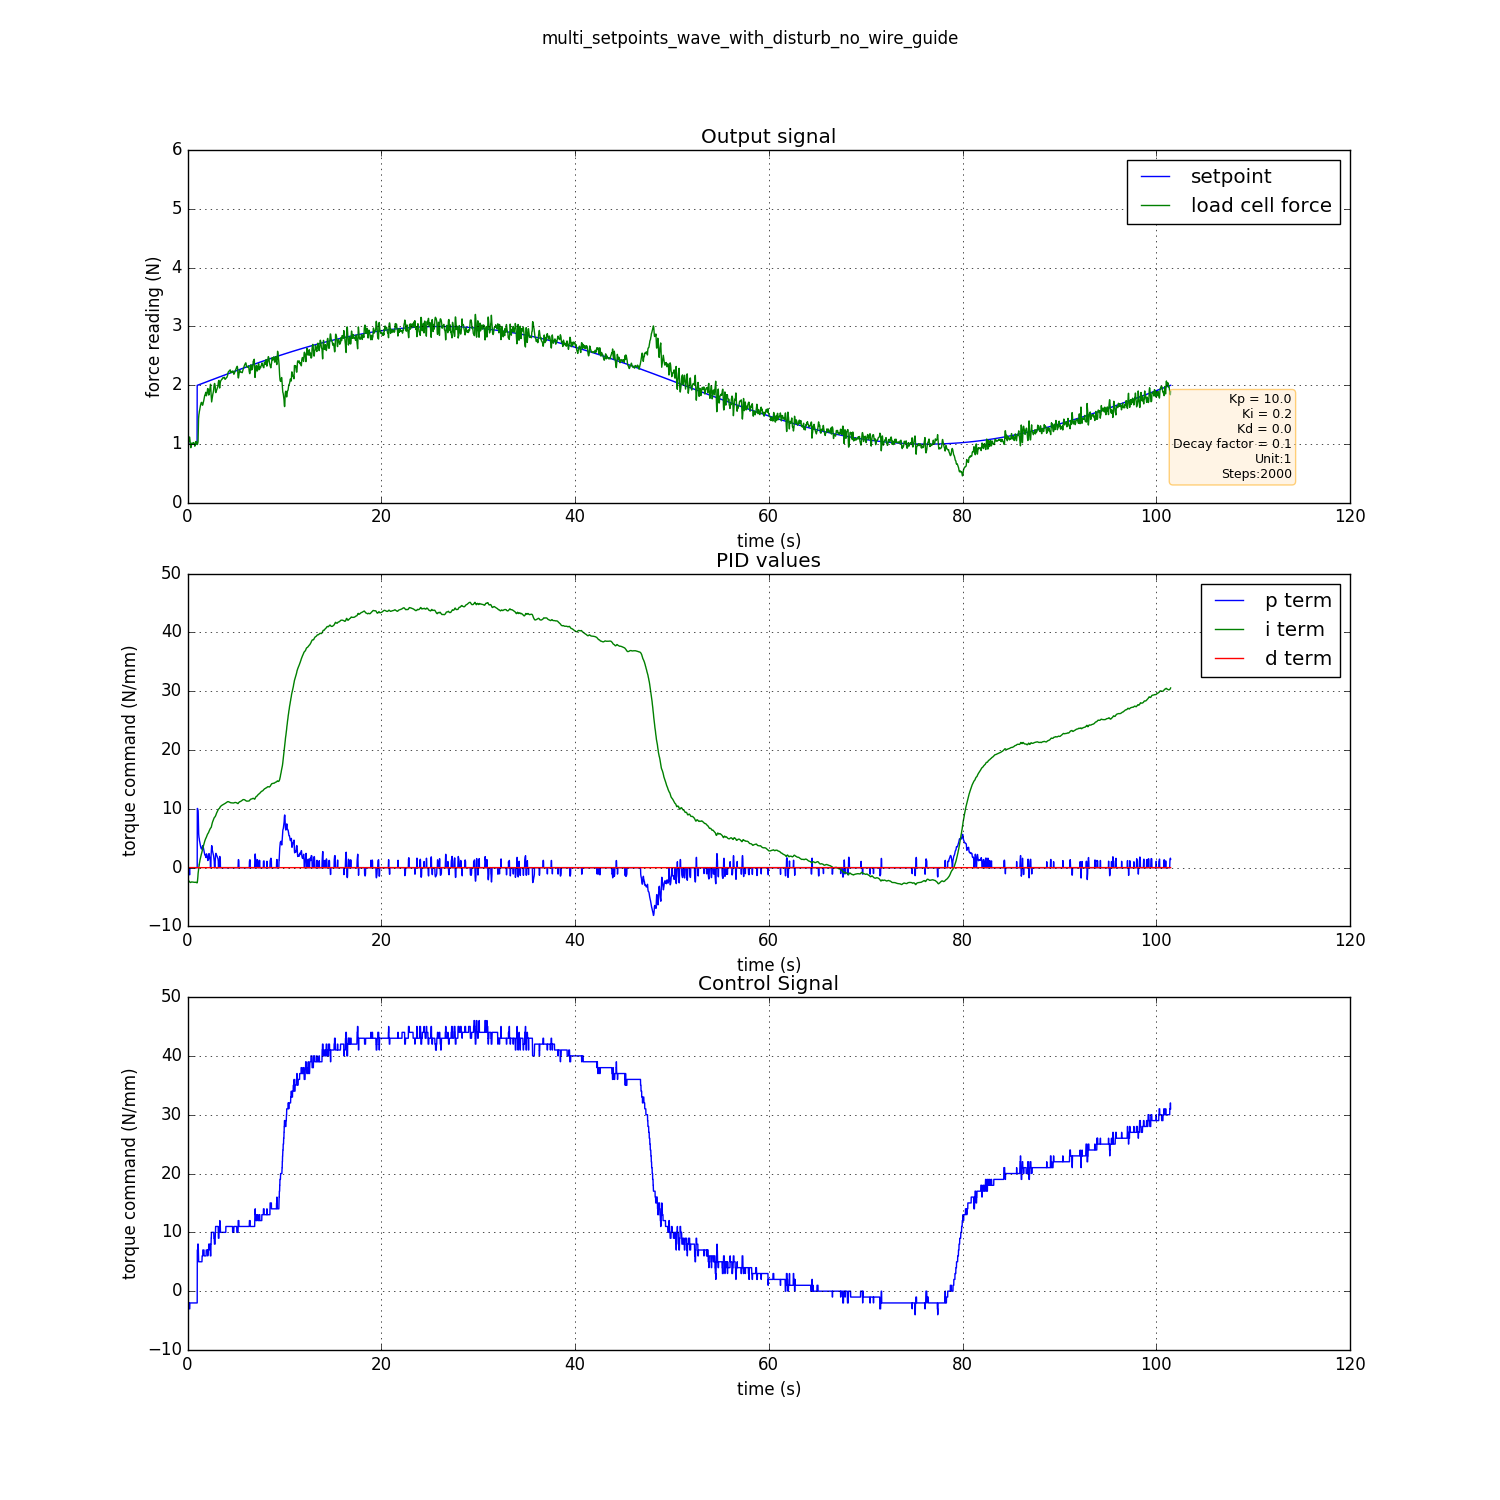 multi_setpoints_wave_with_disturb_no_wire_guide
Output signal
6
5
4
3
2
1
0
force reading (N)
setpoint
load cell force
Kp = 10.0
Ki = 0.2
Kd = 0.0
Decay factor = 0.1
Unit:1
Steps:2000
0 20 40 60 80 100 120
time (s)
PID values
50
40
30
20
10
0
−10
torque command (N/mm)
p term
i term
d term
0 20 40 60 80 100 120
time (s)
Control Signal
50
40
30
20
10
0
−10
torque command (N/mm)
0 20 40 60 80 100 120
time (s)